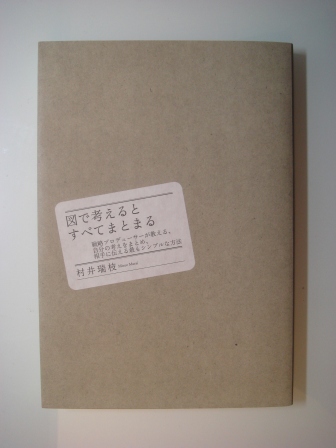 図で考えると
すべてまとまる
戦略プロデューサーが教える、
自分の考えをまとめ、
相手に伝える最もシンプルな方法
村井瑞枝